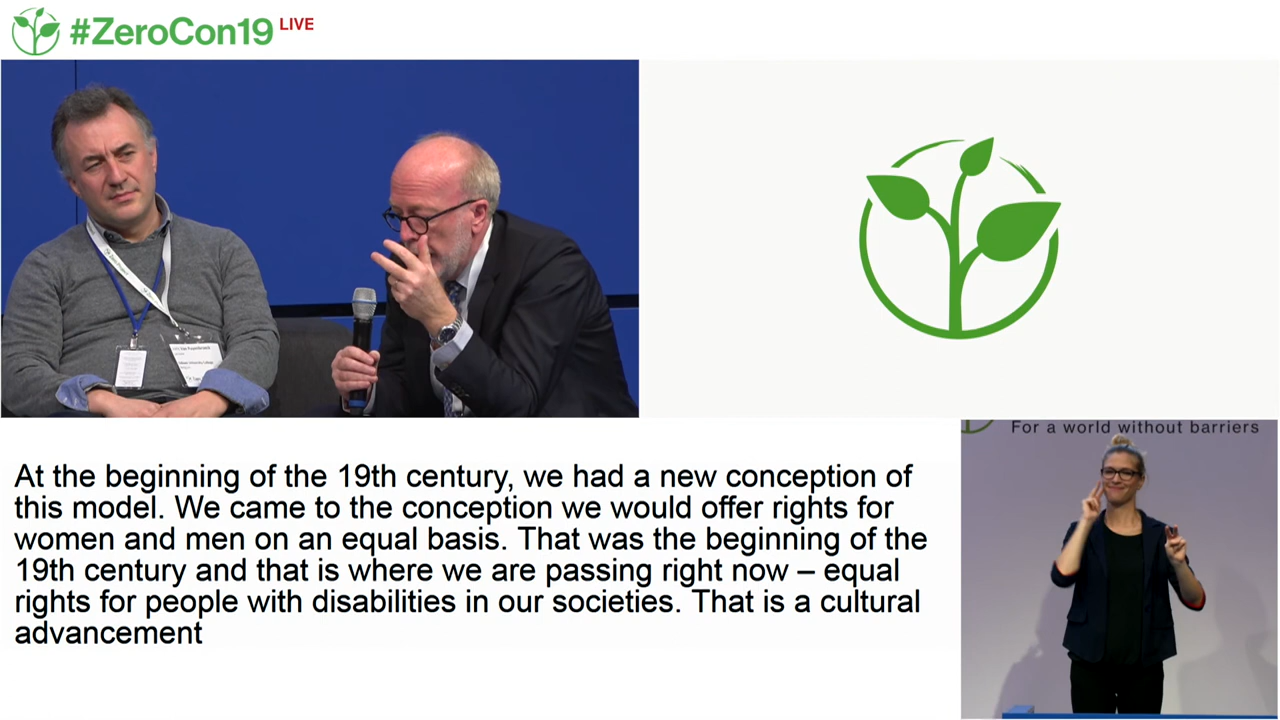 #ZeroCon19 LIVE
For a world without barriers
At the beginning of the 19th century, we had a new conception of
this model. We came to the conception we would offer rights for
women and men on an equal basis. That was the beginning of the
19th century and that is where we are passing right now – equal
rights for people with disabilities in our societies. That is a cultural
advancement